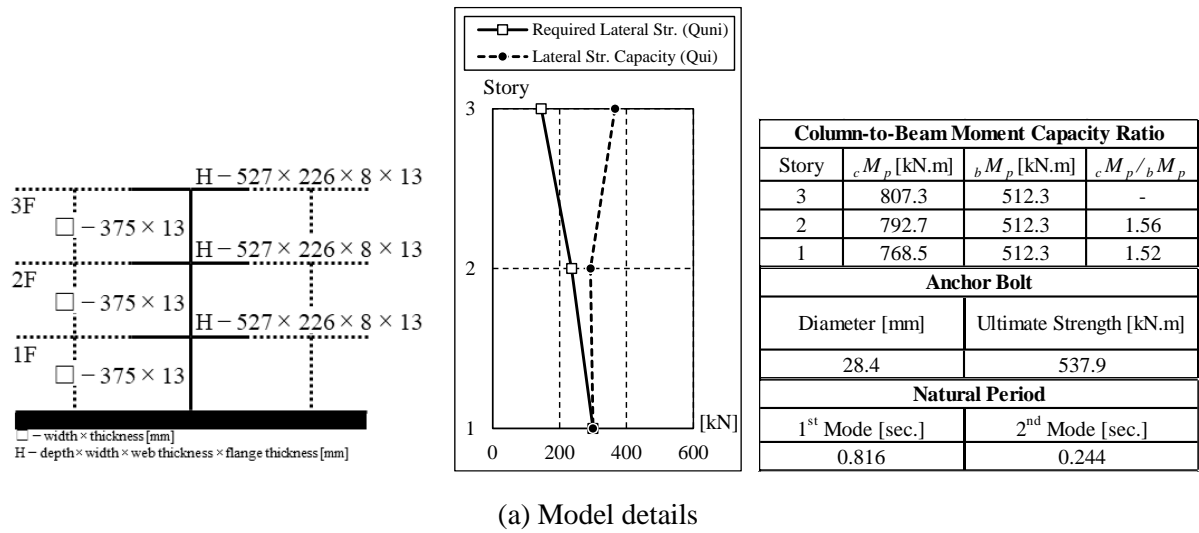 H − 527 × 226 × 8 × 13
3F
□ − 375 × 13
H − 527 × 226 × 8 × 13
2F
□ − 375 × 13
H − 527 × 226 × 8 × 13
1F
□ − 375 × 13
□ − width × thickness [mm]
H − depth × width × web thickness × flange thickness [mm]
Required Lateral Str. (Quni)
Lateral Str. Capacity (Qui)
Story
3
2
1
[kN]
0 200 400 600
Column-to-Beam Moment Capacity Ratio
Story cMp [kN.m] bMp [kN.m] cMp/bMp
3 807.3 512.3 -
2 792.7 512.3 1.56
1 768.5 512.3 1.52
Anchor Bolt
Diameter [mm] Ultimate Strength [kN.m]
28.4 537.9
Natural Period
1st Mode [sec.] 2nd Mode [sec.]
0.816 0.244
(a) Model details